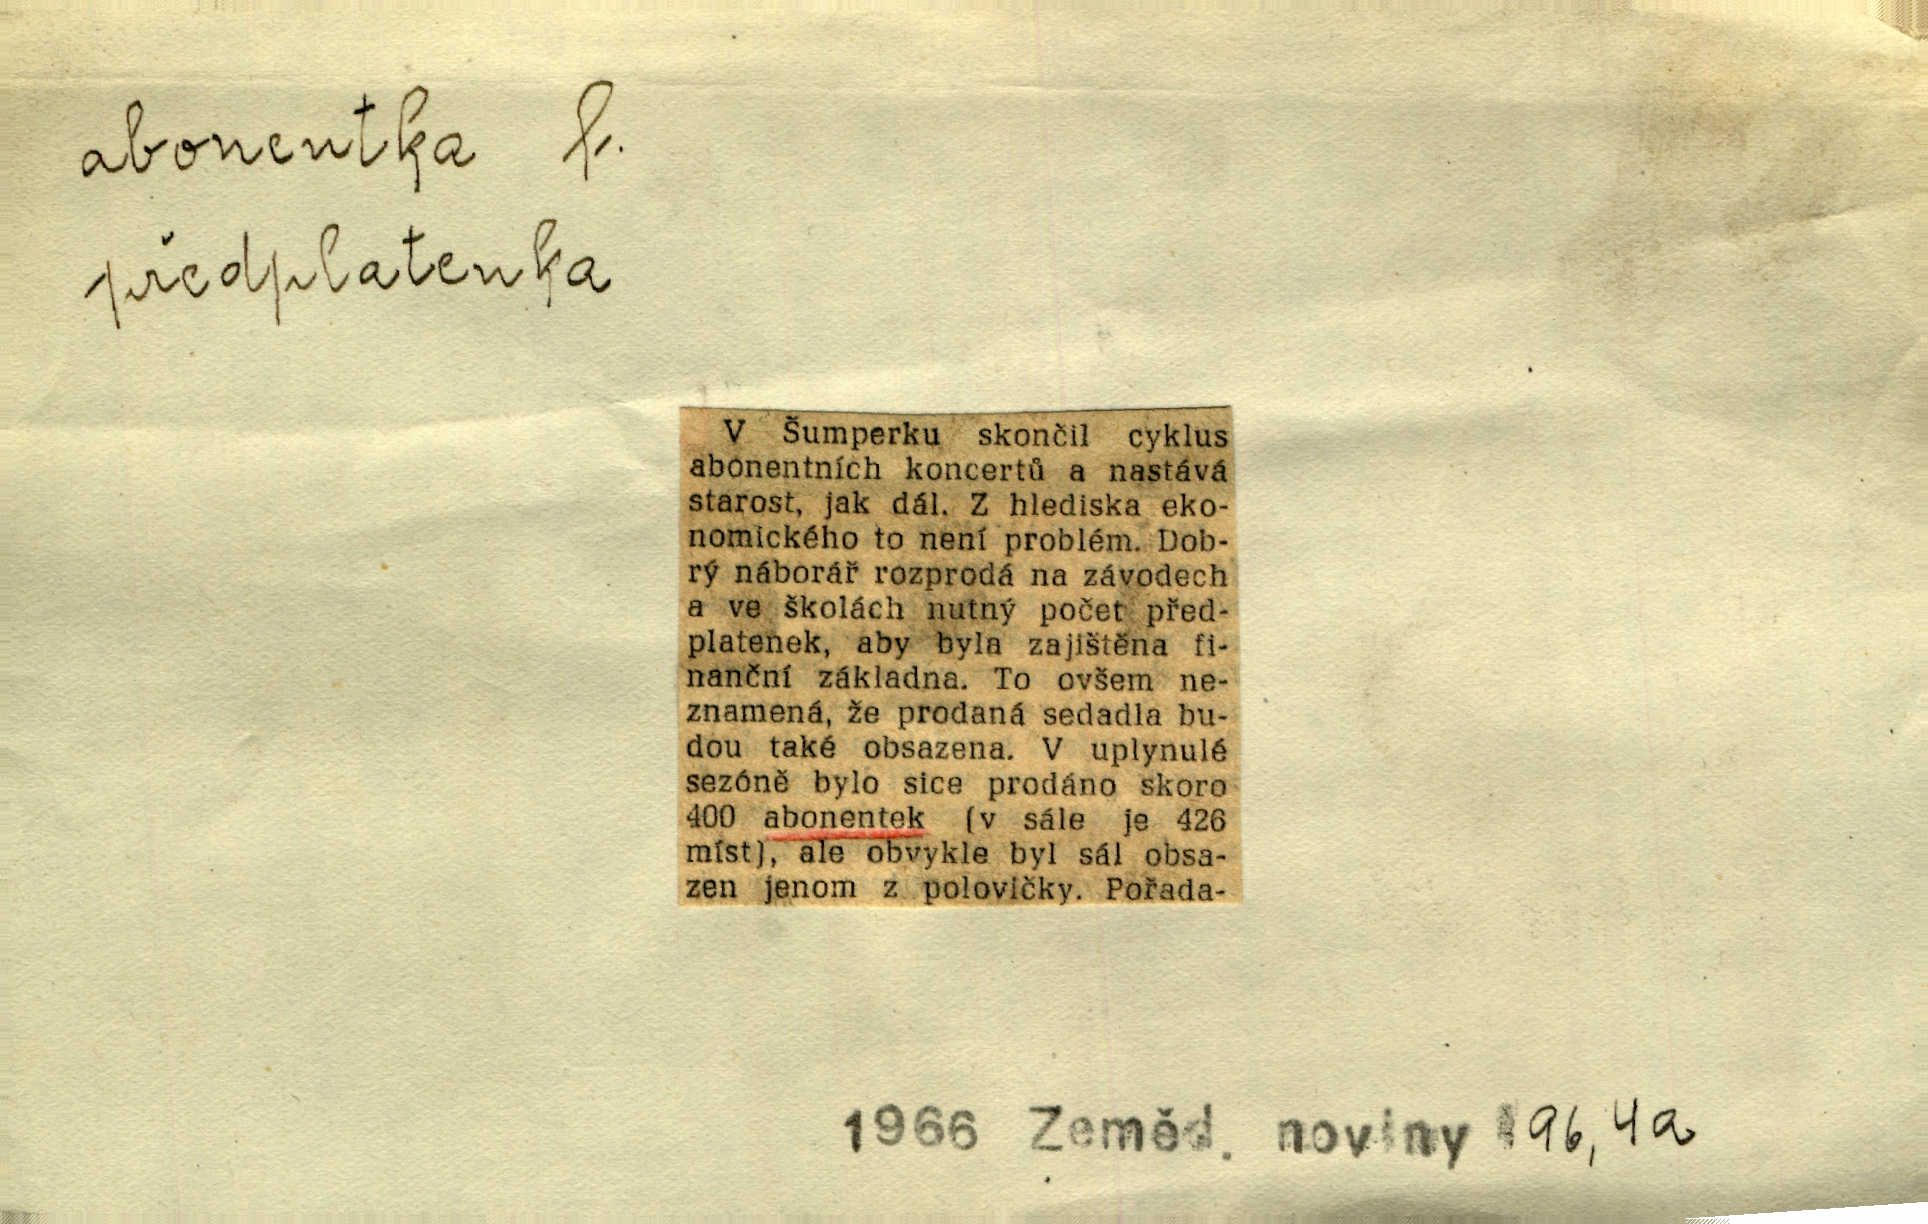 abonentka f.
předplatenka
V Šumperku skončil cyklus
abonentních koncertů a nastává
starost, jak dál. Z hlediska eko-
nomického to není problém. Dob-
rý náborář rozprodá na závodech
a ve školách nutný počet před-
platenek, aby byla zajištěna fi-
nanční základna. To ovšem ne-
znamená, že prodaná sedadla bu-
dou také obsazena. V uplynulé
sezóně bylo sice prodáno skoro
400 abonentek (v sále je 426
míst), ale obvykle byl sál obsa-
zen jenom z polovičky. Pořada-
1966 Zeměd. noviny 96, 4a